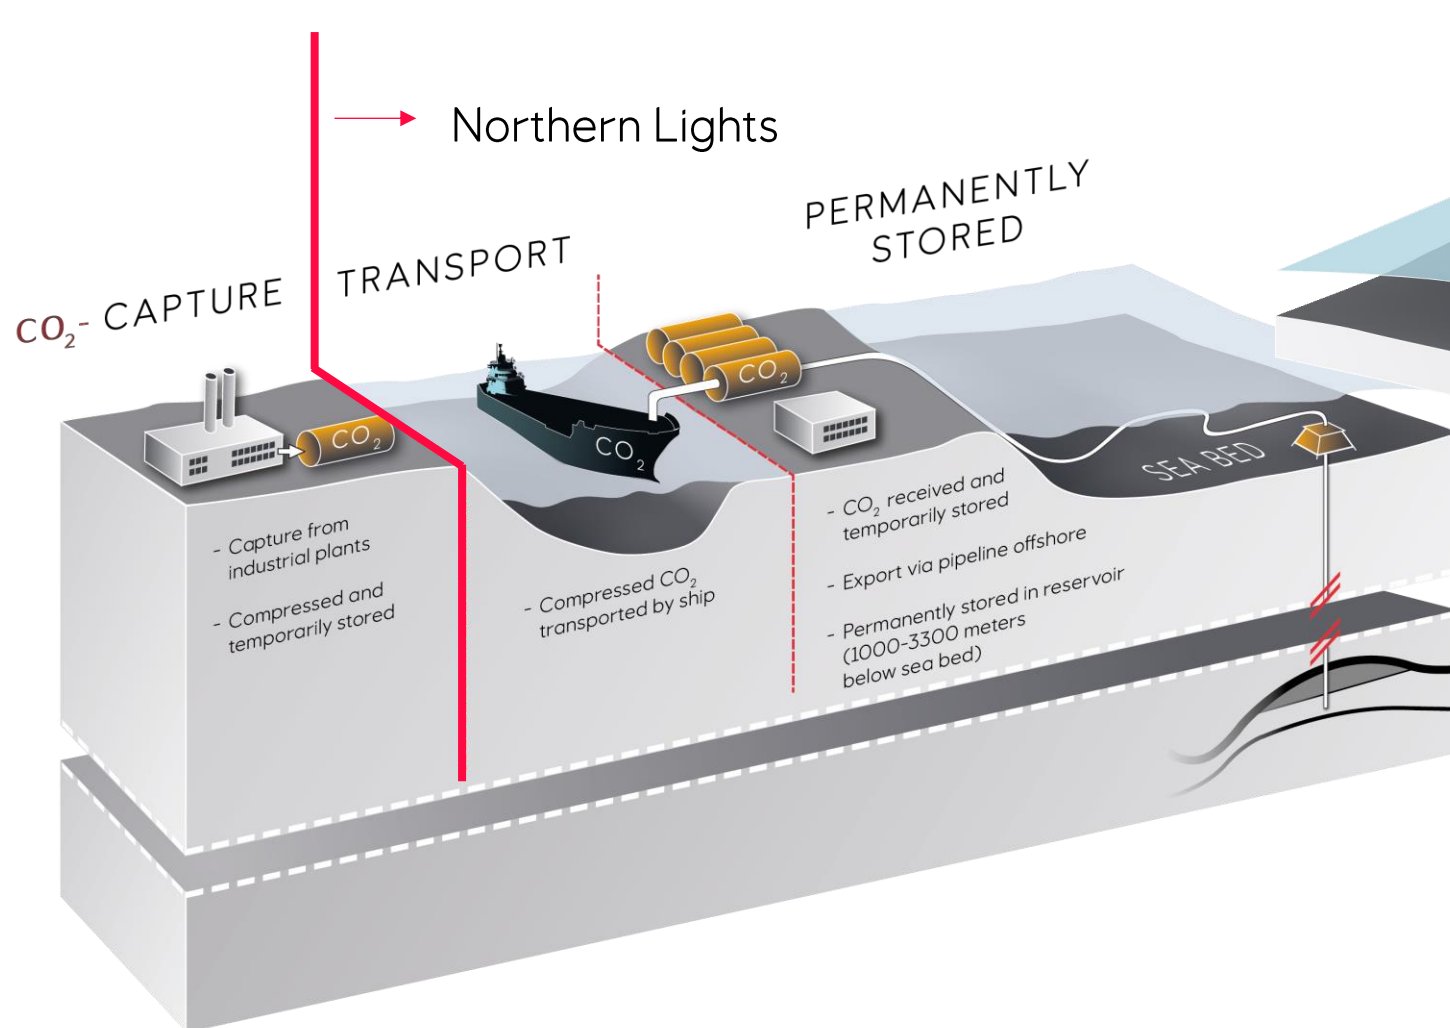 Northern Lights
CO₂- CAPTURE
TRANSPORT
PERMANENTLY
STORED
CO₂
CO₂
CO₂
SEA BED
- Capture from
industrial plants
- Compressed and
temporarily stored
- Compressed CO₂
transported by ship
- CO₂ received and
temporarily stored
- Export via pipeline offshore
- Permanently stored in reservoir
(1000-3300 meters
below sea bed)